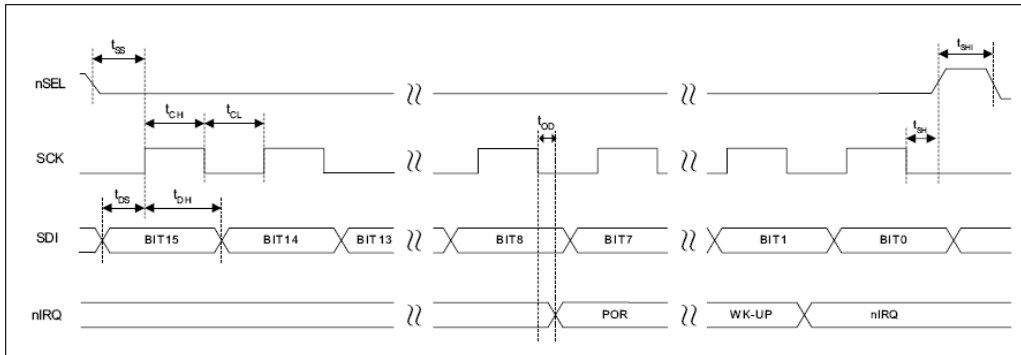 tSS
tSHI
nSEL
tCH
tCL
tOD
tSH
SCK
tDS
tDH
SDI
BIT15
BIT14
BIT13
BIT8
BIT7
BIT1
BIT0
nIRQ
POR
WK-UP
nIRQ